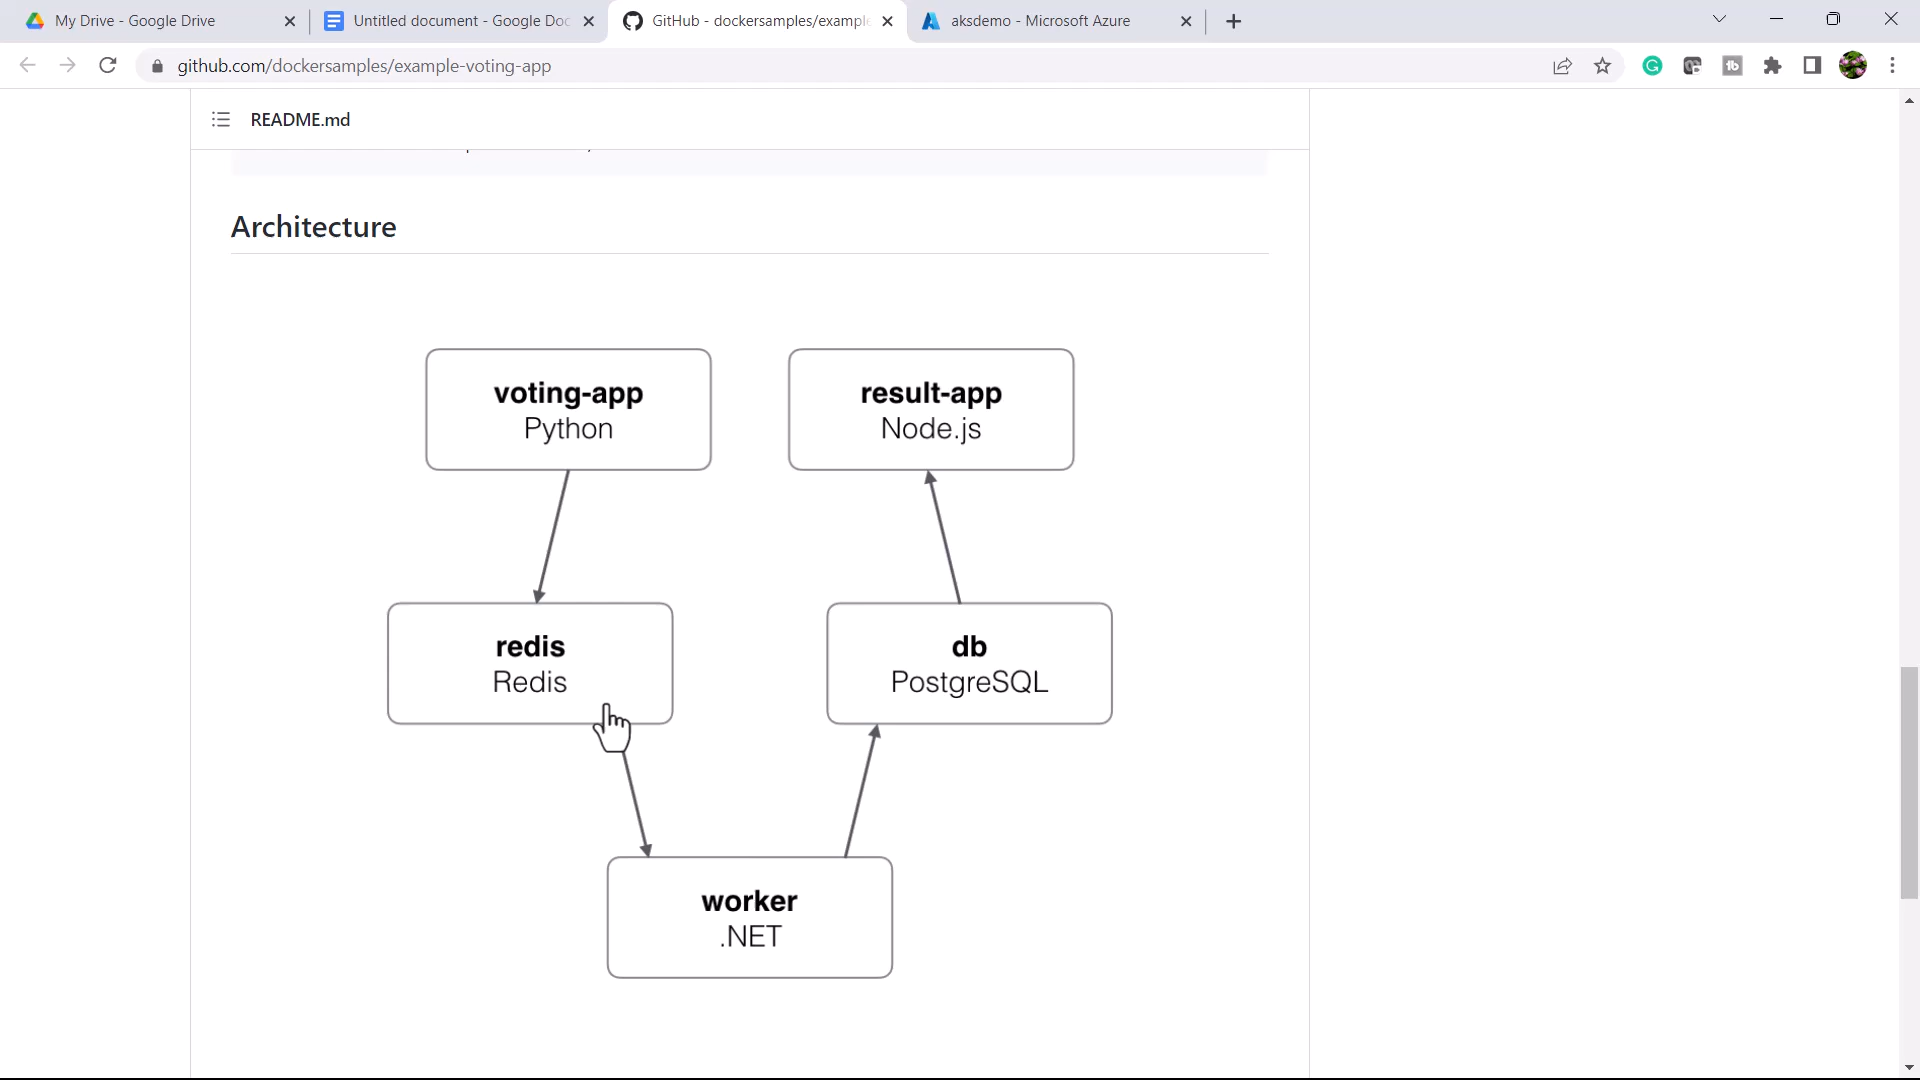 My Drive - Google Drive
Untitled document - Google Doc
GitHub - dockersamples/example
aksdemo - Microsoft Azure
github.com/dockersamples/example-voting-app
README.md
Architecture
voting-app
Python
result-app
Node.js
redis
Redis
db
PostgreSQL
worker
.NET